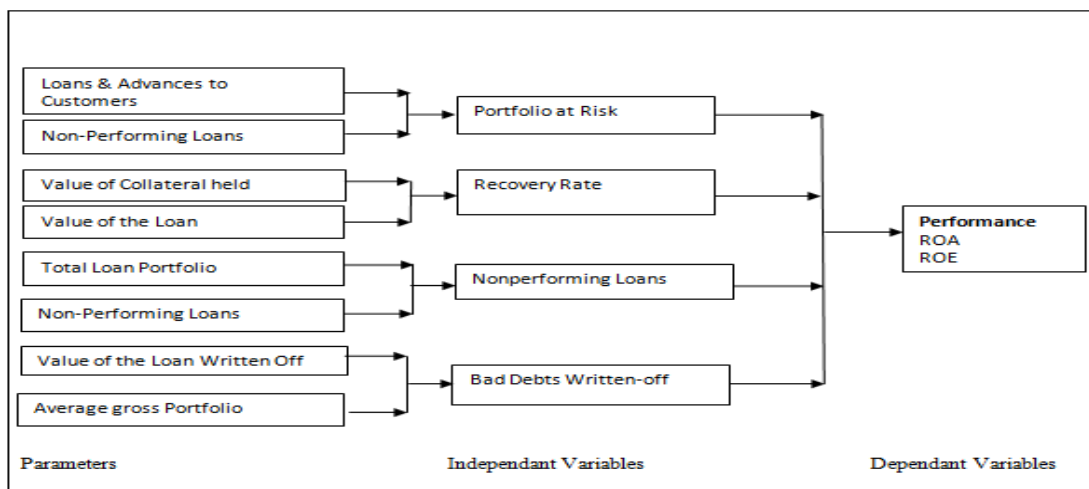 Loans & Advances to
Customers
Non-Performing Loans
Value of Collateral held
Value of the Loan
Total Loan Portfolio
Non-Performing Loans
Value of the Loan Written Off
Average gross Portfolio
Parameters
Portfolio at Risk
Recovery Rate
Nonperforming Loans
Bad Debts Written-off
Independant Variables
Performance
ROA
ROE
Dependant Variables